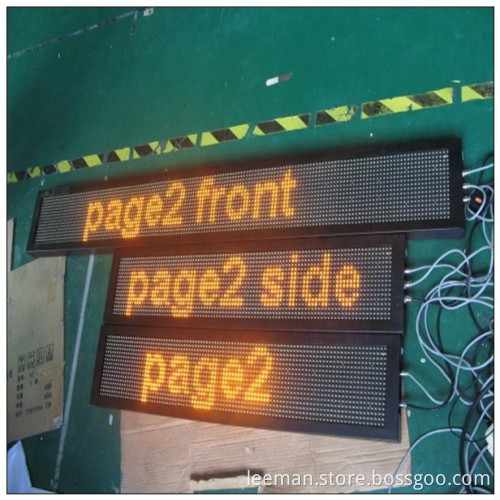 page2 front
page2 side
page2
leeman.store.bossgoo.com